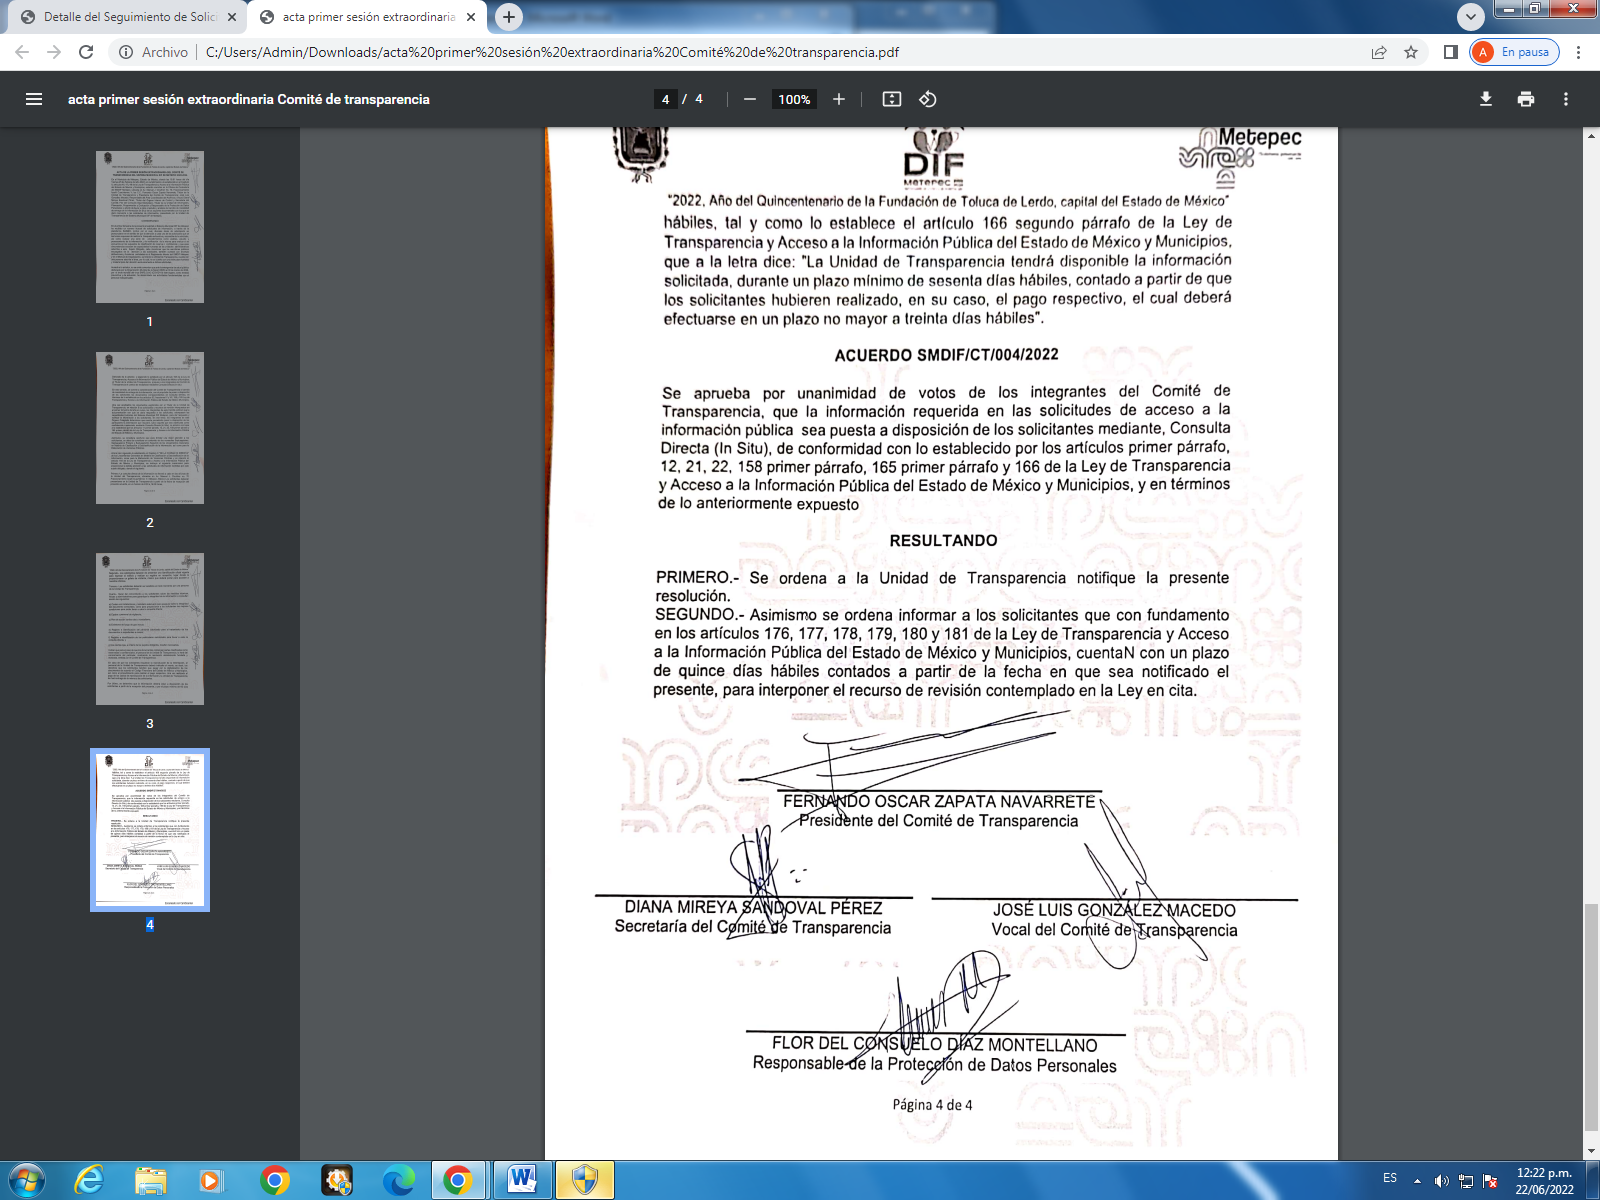 Detalle del Seguimiento de Solici
acta primer sesión extraordinaria
Archivo
C:/Users/Admin/Downloads/acta%20primer%20sesión%20extraordinaria%20Comité%20de%20transparencia.pdf
A En pausa
acta primer sesión extraordinaria Comité de transparencia
4 / 4
100%
1
2
3
4
DIF
Metepec
Metepec
"2022, Año del Quincentenario de la Fundación de Toluca de Lerdo, capital del Estado de México"
hábiles, tal y como lo establece el artículo 166 segundo párrafo de la Ley de
Transparencia y Acceso a la Información Pública del Estado de México y Municipios,
que a la letra dice: "La Unidad de Transparencia tendrá disponible la información
solicitada, durante un plazo mínimo de sesenta días hábiles, contado a partir de que
los solicitantes hubieren realizado, en su caso, el pago respectivo, el cual deberá
efectuarse en un plazo no mayor a treinta días hábiles".
ACUERDO SMDIF/CT/004/2022
Se aprueba por unanimidad de votos de los integrantes del Comité de
Transparencia, que la información requerida en las solicitudes de acceso a la
información pública sea puesta a disposición de los solicitantes mediante, Consulta
Directa (In Situ), de conformidad con lo establecido por los artículos primer párrafo,
12, 21, 22, 158 primer párrafo, 165 primer párrafo y 166 de la Ley de Transparencia
y Acceso a la Información Pública del Estado de México y Municipios, y en términos
de lo anteriormente expuesto
RESULTANDO
PRIMERO.- Se ordena a la Unidad de Transparencia notifique la presente
resolución.
SEGUNDO.- Asimismo se ordena informar a los solicitantes que con fundamento
en los artículos 176, 177, 178, 179, 180 y 181 de la Ley de Transparencia y Acceso
a la Información Pública del Estado de México y Municipios, cuentaN con un plazo
de quince días hábiles contados a partir de la fecha en que sea notificado el
presente, para interponer el recurso de revisión contemplado en la Ley en cita.
FERNANDO OSCAR ZAPATA NAVARRETE
Presidente del Comité de Transparencia
DIANA MIREYA SANDOVAL PÉREZ
Secretaría del Comité de Transparencia
JOSÉ LUIS GONZÁLEZ MACEDO
Vocal del Comité de Transparencia
FLOR DEL CONSUELO DÍAZ MONTELLANO
Responsable de la Protección de Datos Personales
Página 4 de 4
ES
12:22 p.m.
22/06/2022